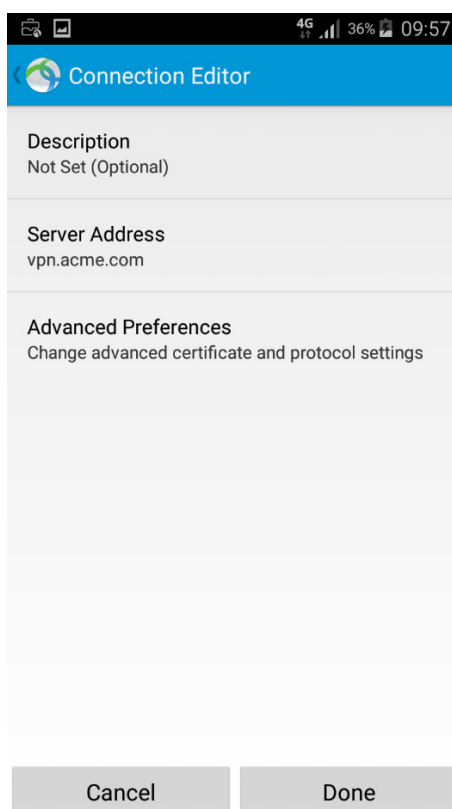 4G 36% 09:57
Connection Editor
Description
Not Set (Optional)
Server Address
vpn.acme.com
Advanced Preferences
Change advanced certificate and protocol settings
Cancel Done